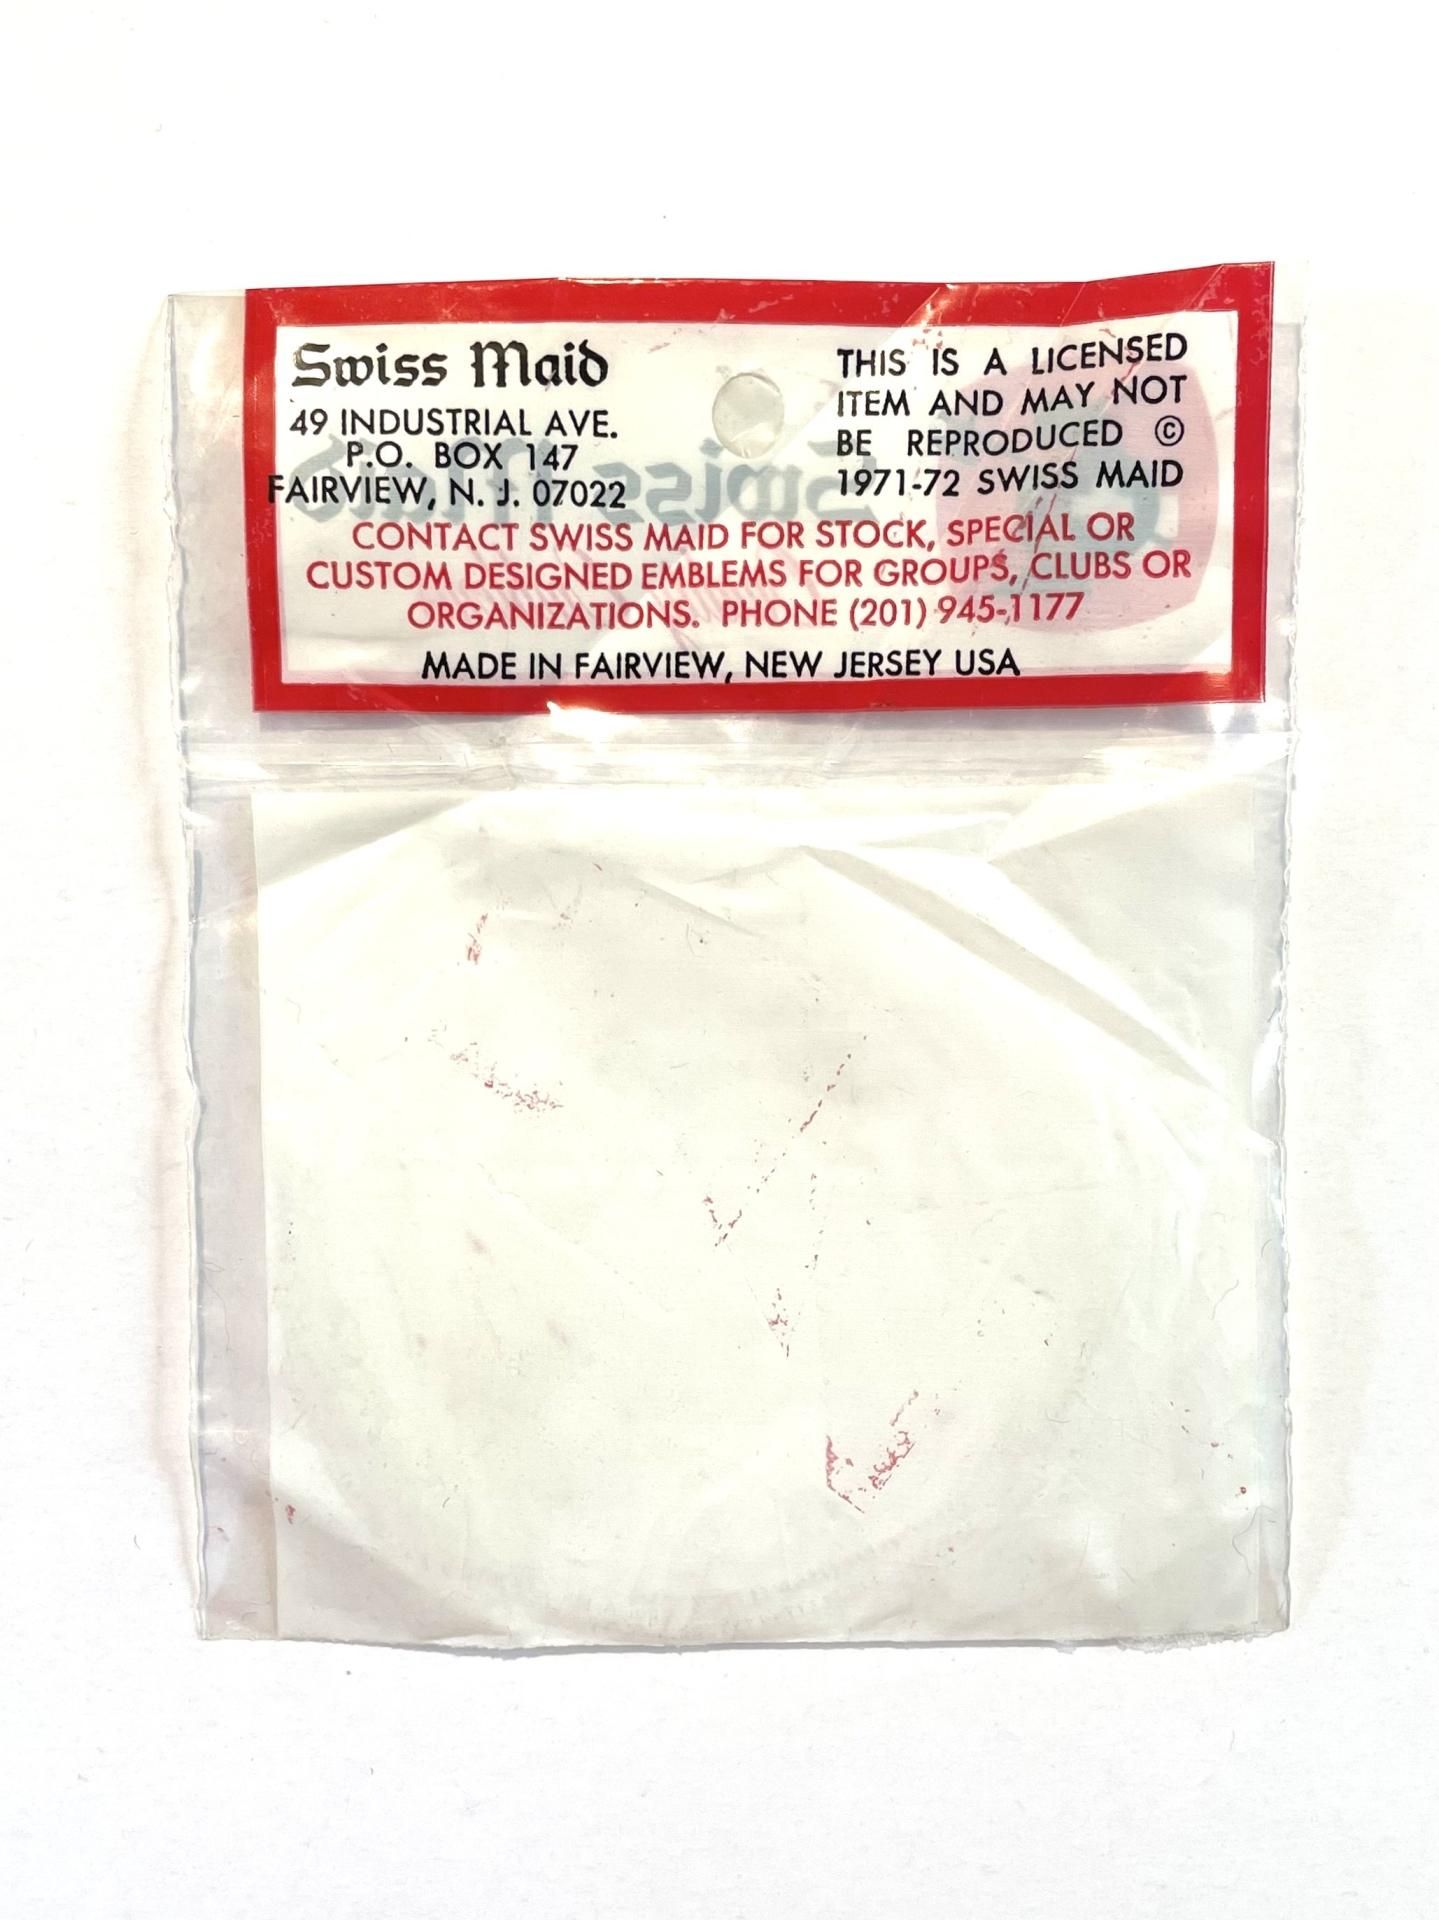 Swiss Maid
49 INDUSTRIAL AVE.
P.O. BOX 147
FAIRVIEW, N. J. 07022
THIS IS A LICENSED
ITEM AND MAY NOT
BE REPRODUCED ©
1971-72 SWISS MAID
CONTACT SWISS MAID FOR STOCK, SPECIAL OR
CUSTOM DESIGNED EMBLEMS FOR GROUPS, CLUBS OR
ORGANIZATIONS. PHONE (201) 945-1177
MADE IN FAIRVIEW, NEW JERSEY USA
Swiss Maid